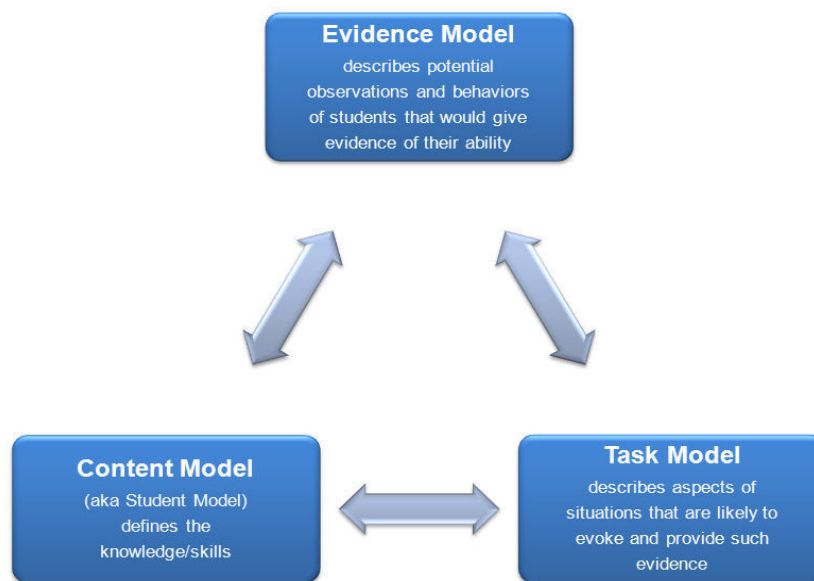 Evidence Model
describes potential
observations and behaviors
of students that would give
evidence of their ability
Content Model
(aka Student Model)
defines the
knowledge/skills
Task Model
describes aspects of
situations that are likely to
evoke and provide such
evidence